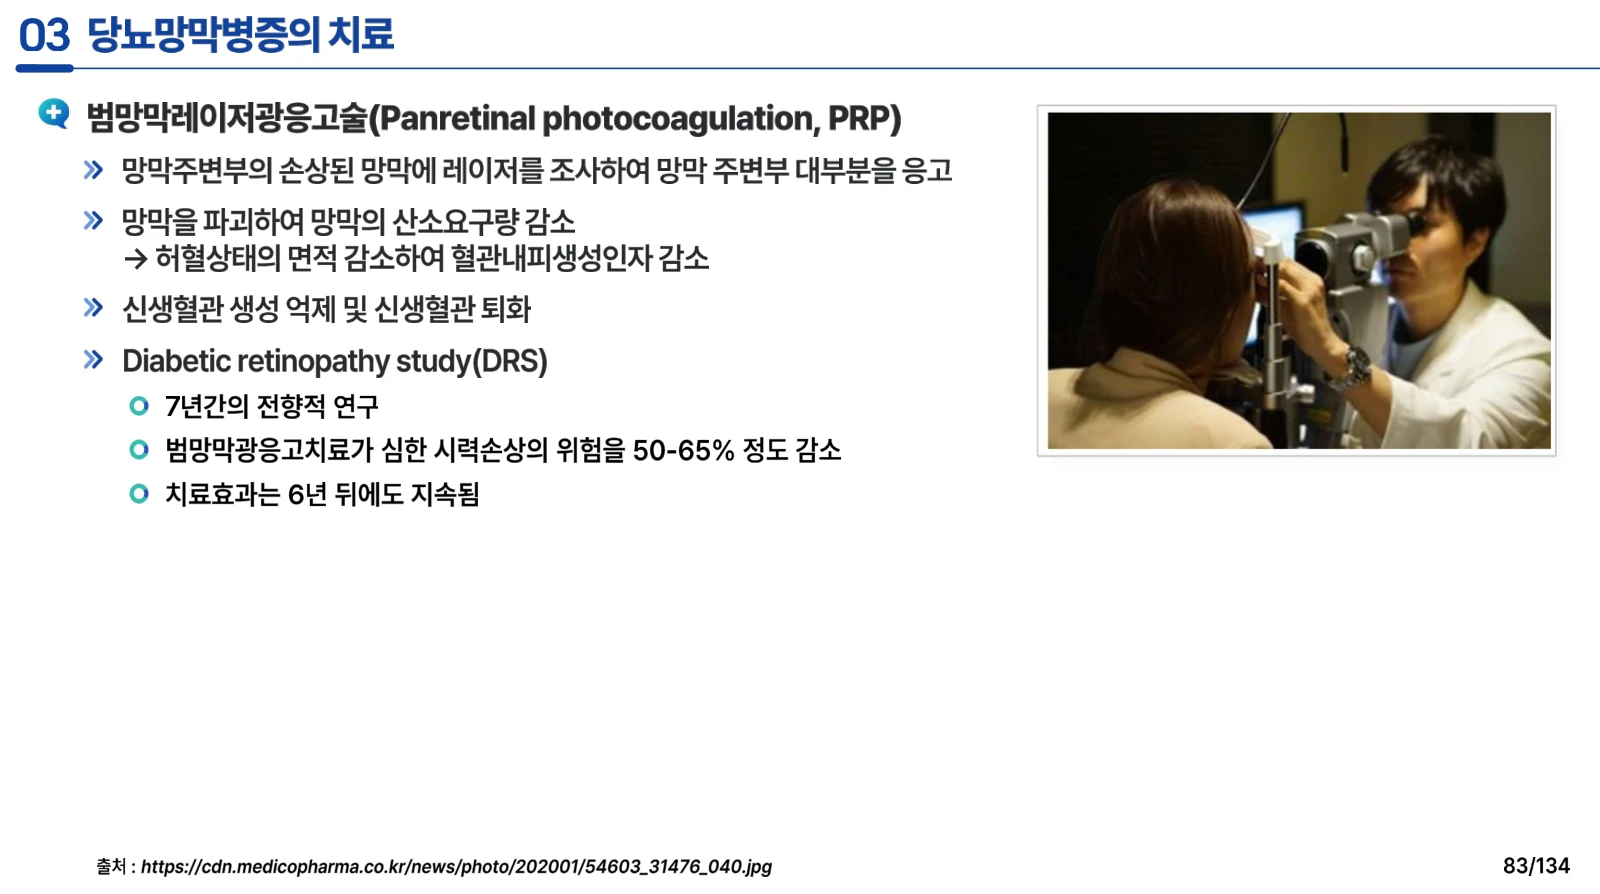 03 당뇨망막병증의 치료
범망막레이저광응고술(Panretinal photocoagulation, PRP)
망막주변부의 손상된 망막에 레이저를 조사하여 망막 주변부 대부분을 응고
망막을 파괴하여 망막의 산소요구량 감소
→ 허혈상태의 면적 감소하여 혈관내피생성인자 감소
신생혈관 생성 억제 및 신생혈관 퇴화
Diabetic retinopathy study(DRS)
7년간의 전향적 연구
범망막광응고치료가 심한 시력손상의 위험을 50-65% 정도 감소
치료효과는 6년 뒤에도 지속됨
출처 : https://cdn.medicopharma.co.kr/news/photo/202001/54603_31476_040.jpg
83/134